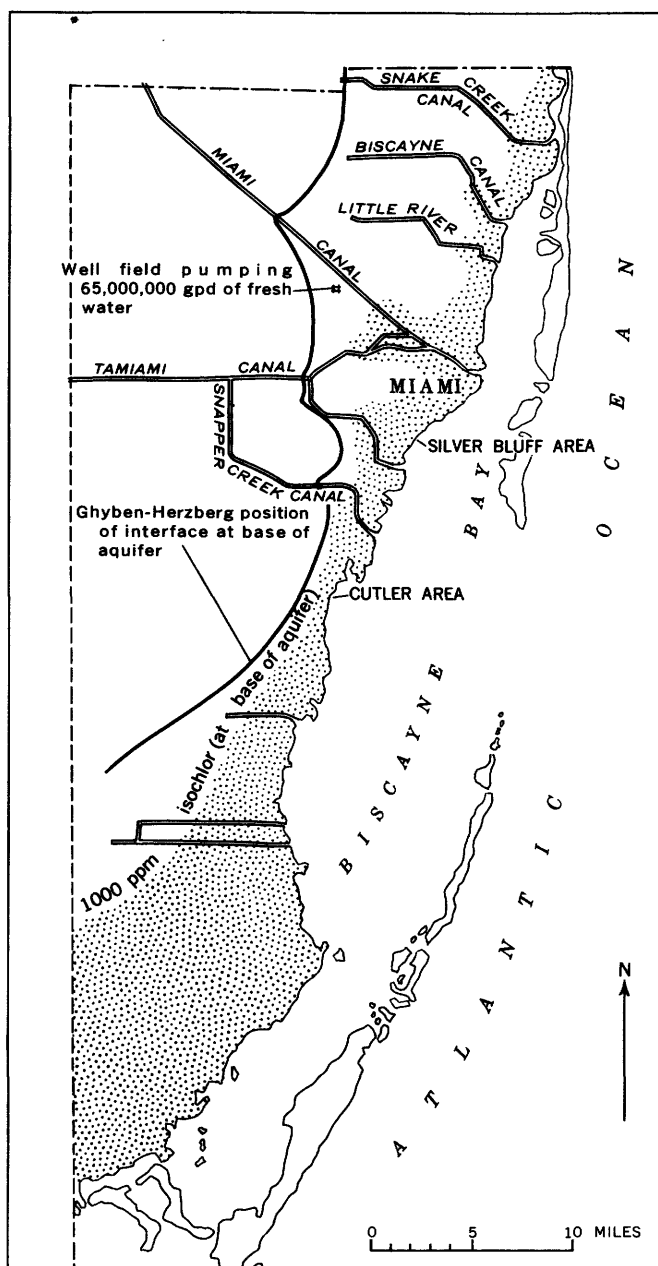 SNAKE
CREEK
CANAL
BISCAYNE
CANAL
MIAMI
LITTLE RIVER
CANAL
Well field pumping
65,000,000 gpd of fresh
water
TAMIAMI
CANAL
MIAMI
SNAPPER
CREEK
CANAL
SILVER BLUFF AREA
BAY
OCEAN
Ghyben-Herzberg position
of interface at base of
aquifer
CUTLER AREA
1000 ppm isochlor (at base of aquifer)
BISCAYNE
ATLANTIC
N
0 5 10 MILES